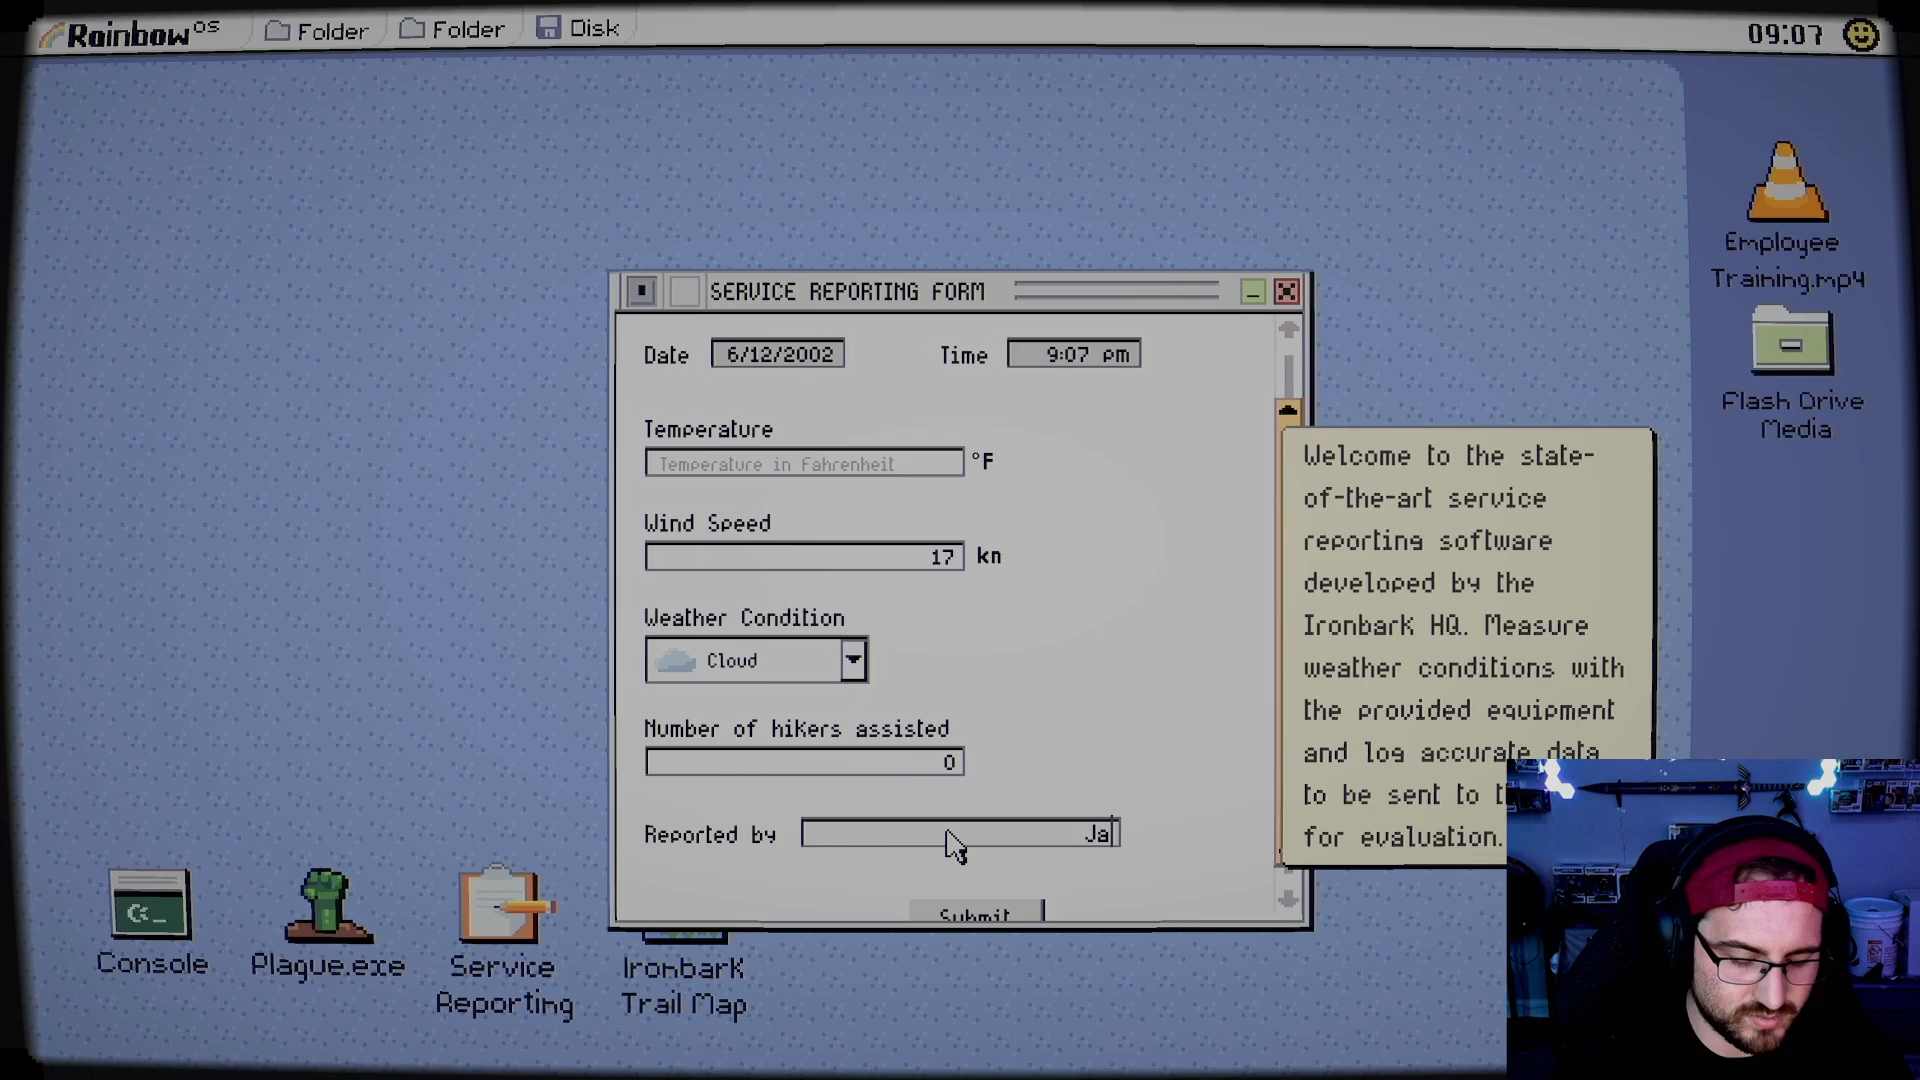 Rainbow OS
Folder
Folder
Disk
09:07
Employee
Training.mp4
Flash Drive
Media
SERVICE REPORTING FORM
Date
6/12/2002
Time
9:07 pm
Temperature
Temperature in Fahrenheit
°F
Wind Speed
17
kn
Weather Condition
Cloud
Number of hikers assisted
0
Reported by
Ja
Submit
Welcome to the state-
of-the-art service
reporting software
developed by the
Ironbark HQ. Measure
weather conditions with
the provided equipment
and log accurate data
to be sent to
for evaluation.
C:_
Console
Plague.exe
Service
Reporting
Ironbark
Trail Map